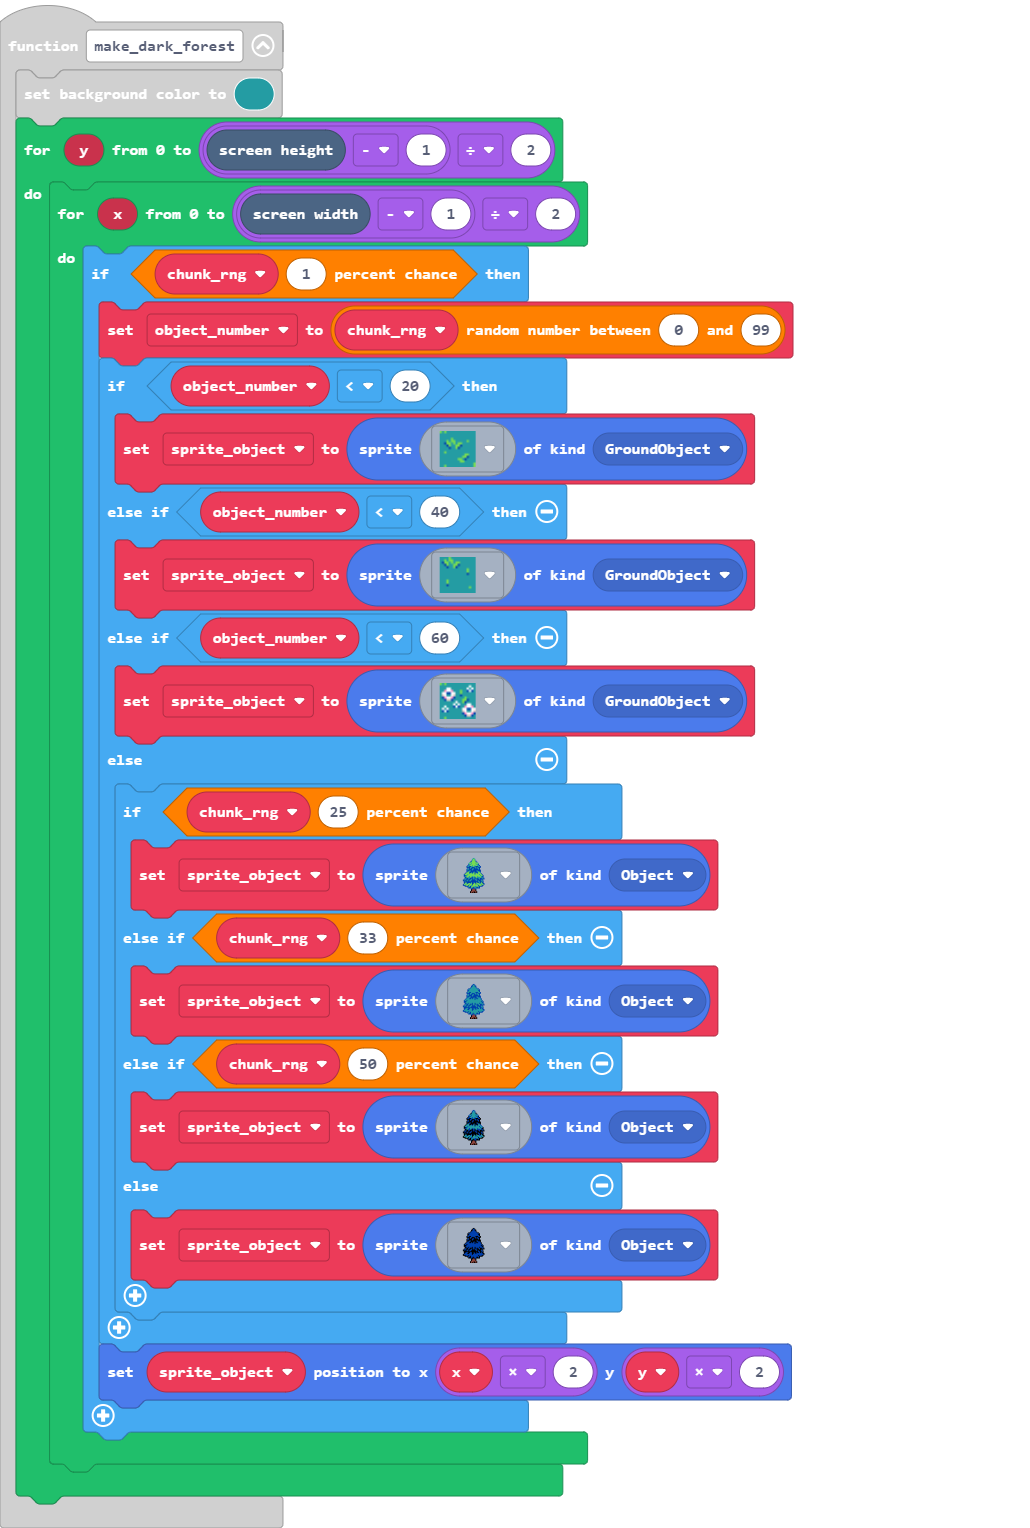 function make_dark_forest
set background color to
for y from 0 to screen height - 1 ÷ 2
do
for x from 0 to screen width - 1 ÷ 2
do
if chunk_rng 1 percent chance then
set object_number to chunk_rng random number between 0 and 99
if object_number < 20 then
set sprite_object to sprite of kind GroundObject
else if object_number < 40 then
set sprite_object to sprite of kind GroundObject
else if object_number < 60 then
set sprite_object to sprite of kind GroundObject
else
if chunk_rng 25 percent chance then
set sprite_object to sprite of kind Object
else if chunk_rng 33 percent chance then
set sprite_object to sprite of kind Object
else if chunk_rng 50 percent chance then
set sprite_object to sprite of kind Object
else
set sprite_object to sprite of kind Object
set sprite_object position to x x × 2 y y × 2